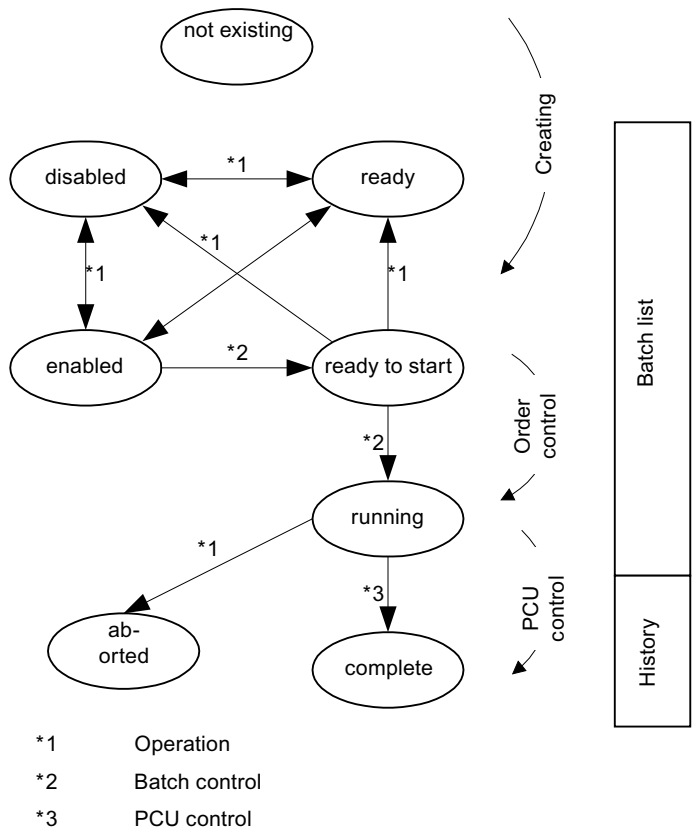 not existing
Creating
disabled
*1
ready
*1
*1
*1
enabled
*2
ready to start
Batch list
Order
control
*2
running
*1
*3
PCU
control
ab-
orted
complete
History
*1 Operation
*2 Batch control
*3 PCU control